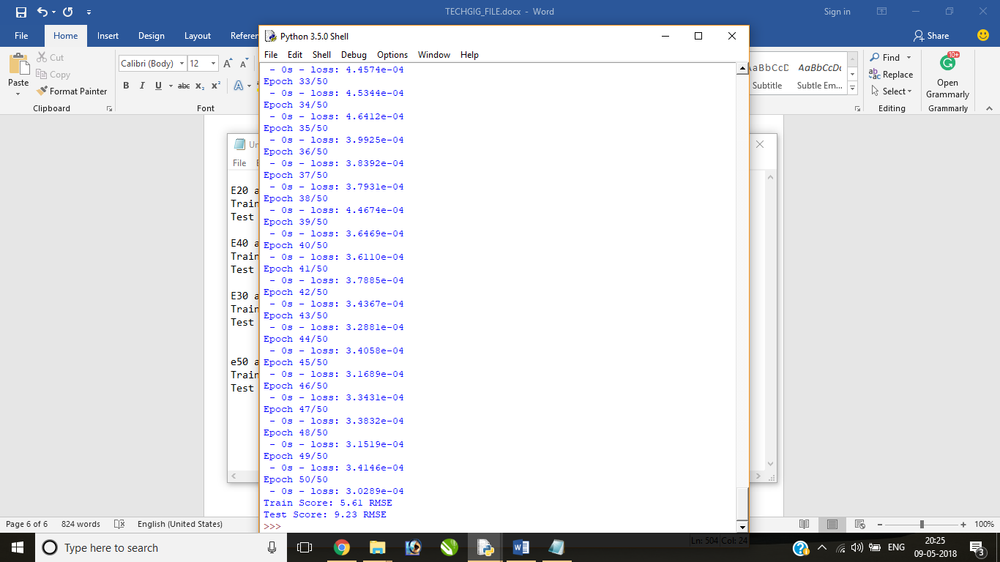 TECHGIG_FILE.docx - Word
Sign in
File Home Insert Design Layout Share
Paste
Cut
Copy
Format Painter
Clipboard
Calibri (Body) 12
B I U abc x₂ x²
Font
Subtitle Subtle Em...
Find
Replace
Select
Editing
10+
Open
Grammarly
Grammarly
File
E20
Train
Test
E40
Train
Test
E30
Train
Test
e50
Train
Test
Python 3.5.0 Shell
File Edit Shell Debug Options Window Help
- 0s - loss: 4.4574e-04
Epoch 33/50
- 0s - loss: 4.5344e-04
Epoch 34/50
- 0s - loss: 4.6412e-04
Epoch 35/50
- 0s - loss: 3.9925e-04
Epoch 36/50
- 0s - loss: 3.8392e-04
Epoch 37/50
- 0s - loss: 3.7931e-04
Epoch 38/50
- 0s - loss: 4.4674e-04
Epoch 39/50
- 0s - loss: 3.6469e-04
Epoch 40/50
- 0s - loss: 3.6110e-04
Epoch 41/50
- 0s - loss: 3.7885e-04
Epoch 42/50
- 0s - loss: 3.4367e-04
Epoch 43/50
- 0s - loss: 3.2881e-04
Epoch 44/50
- 0s - loss: 3.4058e-04
Epoch 45/50
- 0s - loss: 3.1689e-04
Epoch 46/50
- 0s - loss: 3.3431e-04
Epoch 47/50
- 0s - loss: 3.3832e-04
Epoch 48/50
- 0s - loss: 3.1519e-04
Epoch 49/50
- 0s - loss: 3.4146e-04
Epoch 50/50
- 0s - loss: 3.0289e-04
Train Score: 5.61 RMSE
Test Score: 9.23 RMSE
>>>
Ln: 504 Col: 24
Page 6 of 6 824 words English (United States) 100%
Type here to search
ENG
20:25
09-05-2018
3